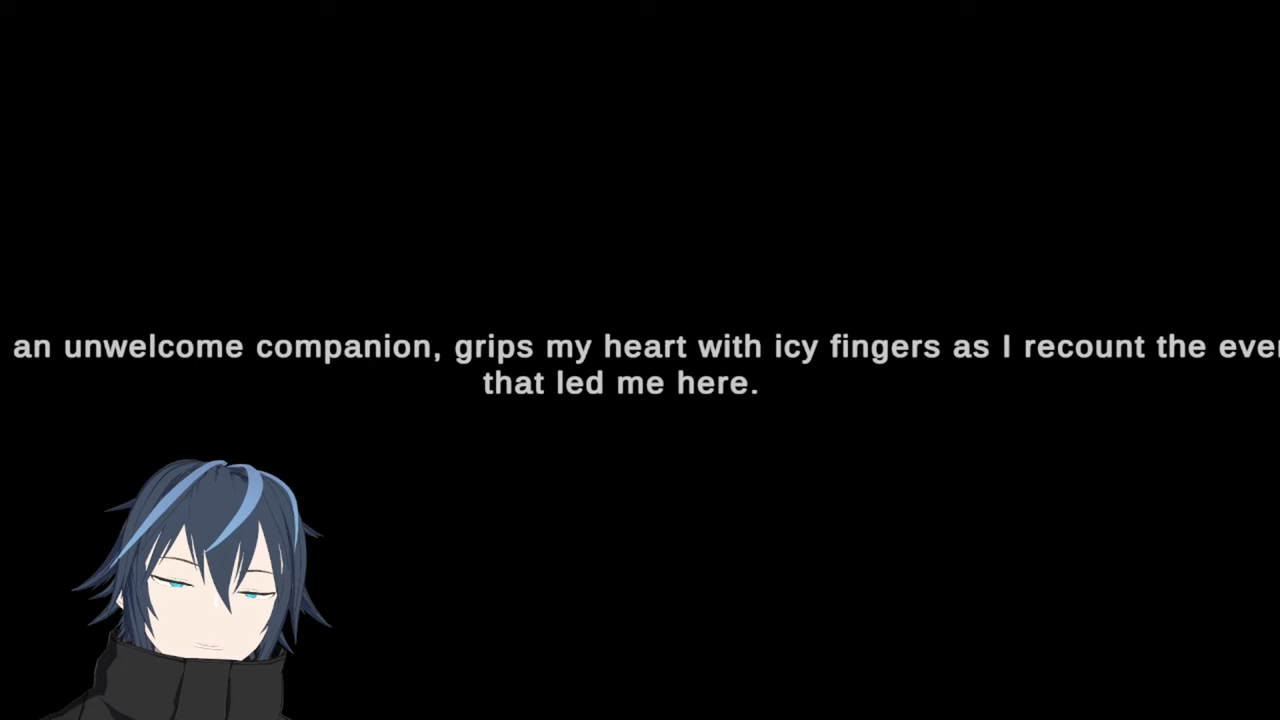 an unwelcome companion, grips my heart with icy fingers as I recount the
that led me here.